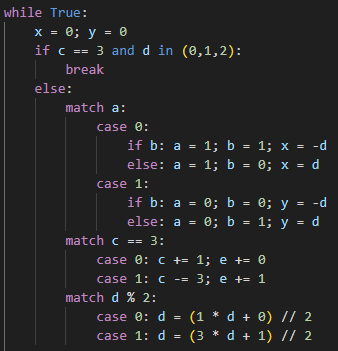 while True:
    x = 0; y = 0
    if c == 3 and d in (0,1,2):
        break
    else:
        match a:
            case 0:
                if b: a = 1; b = 1; x = -d
                else: a = 1; b = 0; x = d
            case 1:
                if b: a = 0; b = 0; y = -d
                else: a = 0; b = 1; y = d
        match c == 3:
            case 0: c += 1; e += 0
            case 1: c -= 3; e += 1
        match d % 2:
            case 0: d = (1 * d + 0) // 2
            case 1: d = (3 * d + 1) // 2